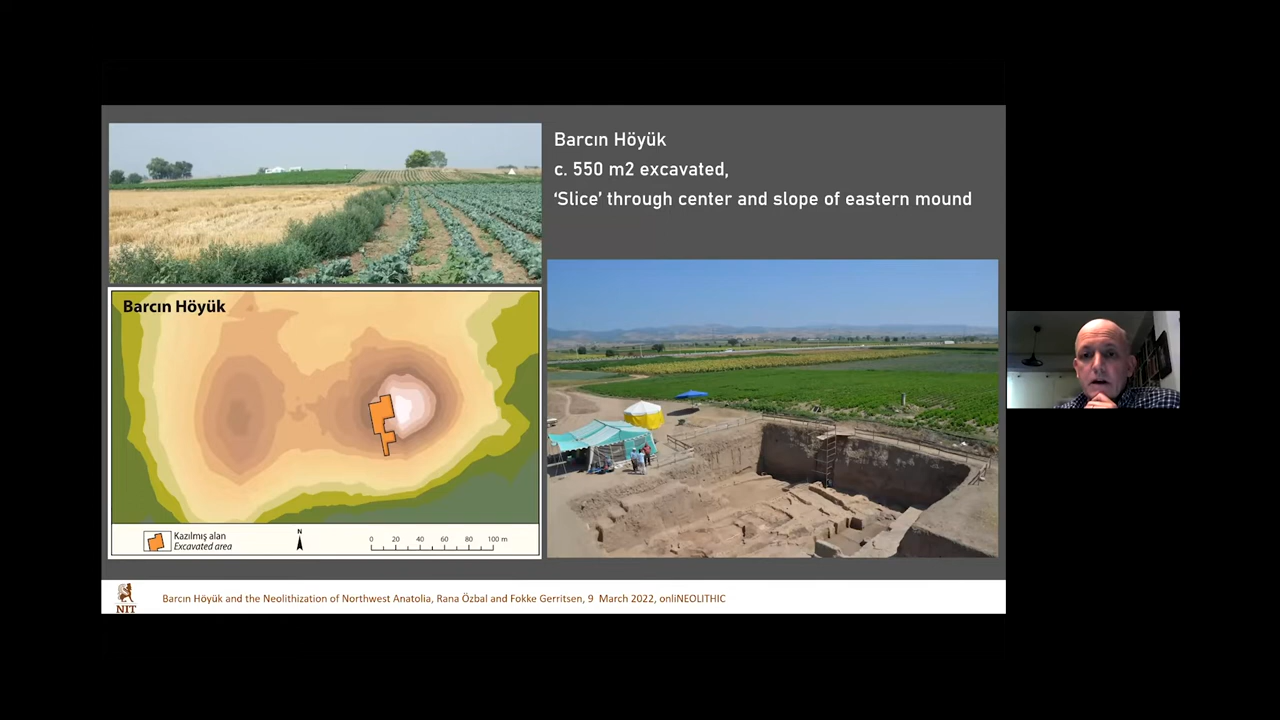 Barcın Höyük
c. 550 m2 excavated,
‘Slice’ through center and slope of eastern mound
Barcın Höyük
Kazılmış alan
Excavated area
N
0 20 40 60 80 100 m
NIT
Barcın Höyük and the Neolithization of Northwest Anatolia, Rana Özbal and Fokke Gerritsen, 9 March 2022, onliNEOLITHIC